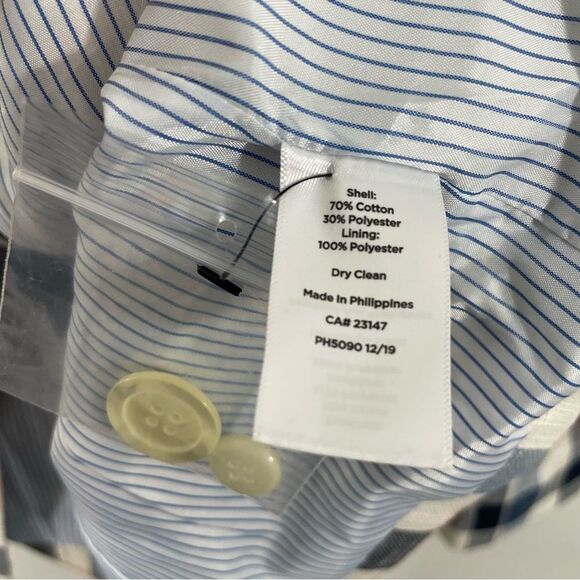 Shell:
70% Cotton
30% Polyester
Lining:
100% Polyester
Dry Clean
Made in Philippines
CA# 23147
PH5090 12/19